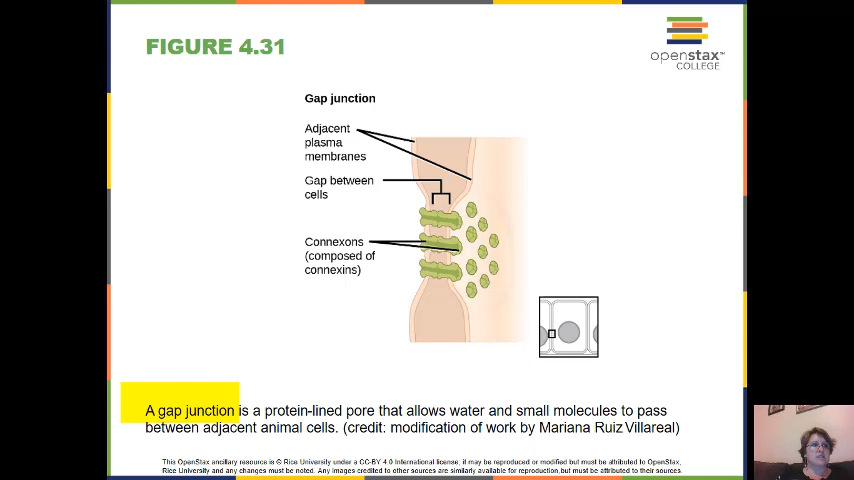 FIGURE 4.31
openstax™
COLLEGE
Gap junction
Adjacent
plasma
membranes
Gap between
cells
Connexons
(composed of
connexins)
A gap junction is a protein-lined pore that allows water and small molecules to pass
between adjacent animal cells. (credit: modification of work by Mariana Ruiz Villareal)
This OpenStax ancillary resource is © Rice University under a CC-BY 4.0 International license; it may be reproduced or modified but must be attributed to OpenStax,
Rice University and any changes must be noted. Any images credited to other sources are similarly available for reproduction, but must be attributed to their sources.